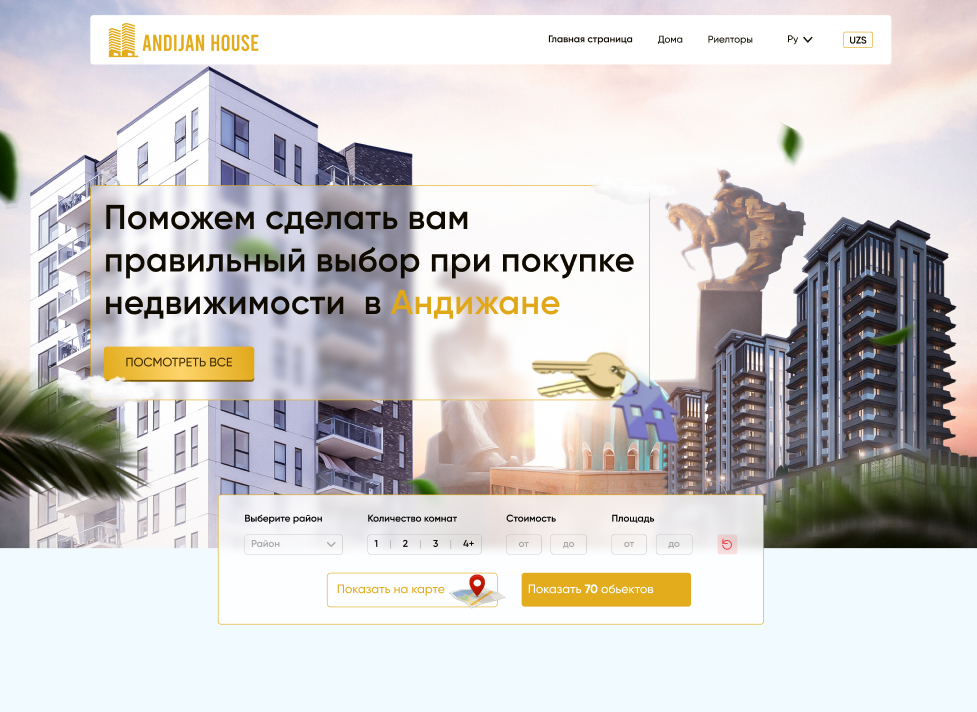 ANDIJAN HOUSE
Главная страница
Дома
Риелторы
Ру
UZS
Поможем сделать вам
правильный выбор при покупке
недвижимости в Андижане
ПОСМОТРЕТЬ ВСЕ
Выберите район
Количество комнат
Стоимость
Площадь
Район
1 | 2 | 3 | 4+
от
до
от
до
Показать на карте
Показать 70 обьектов